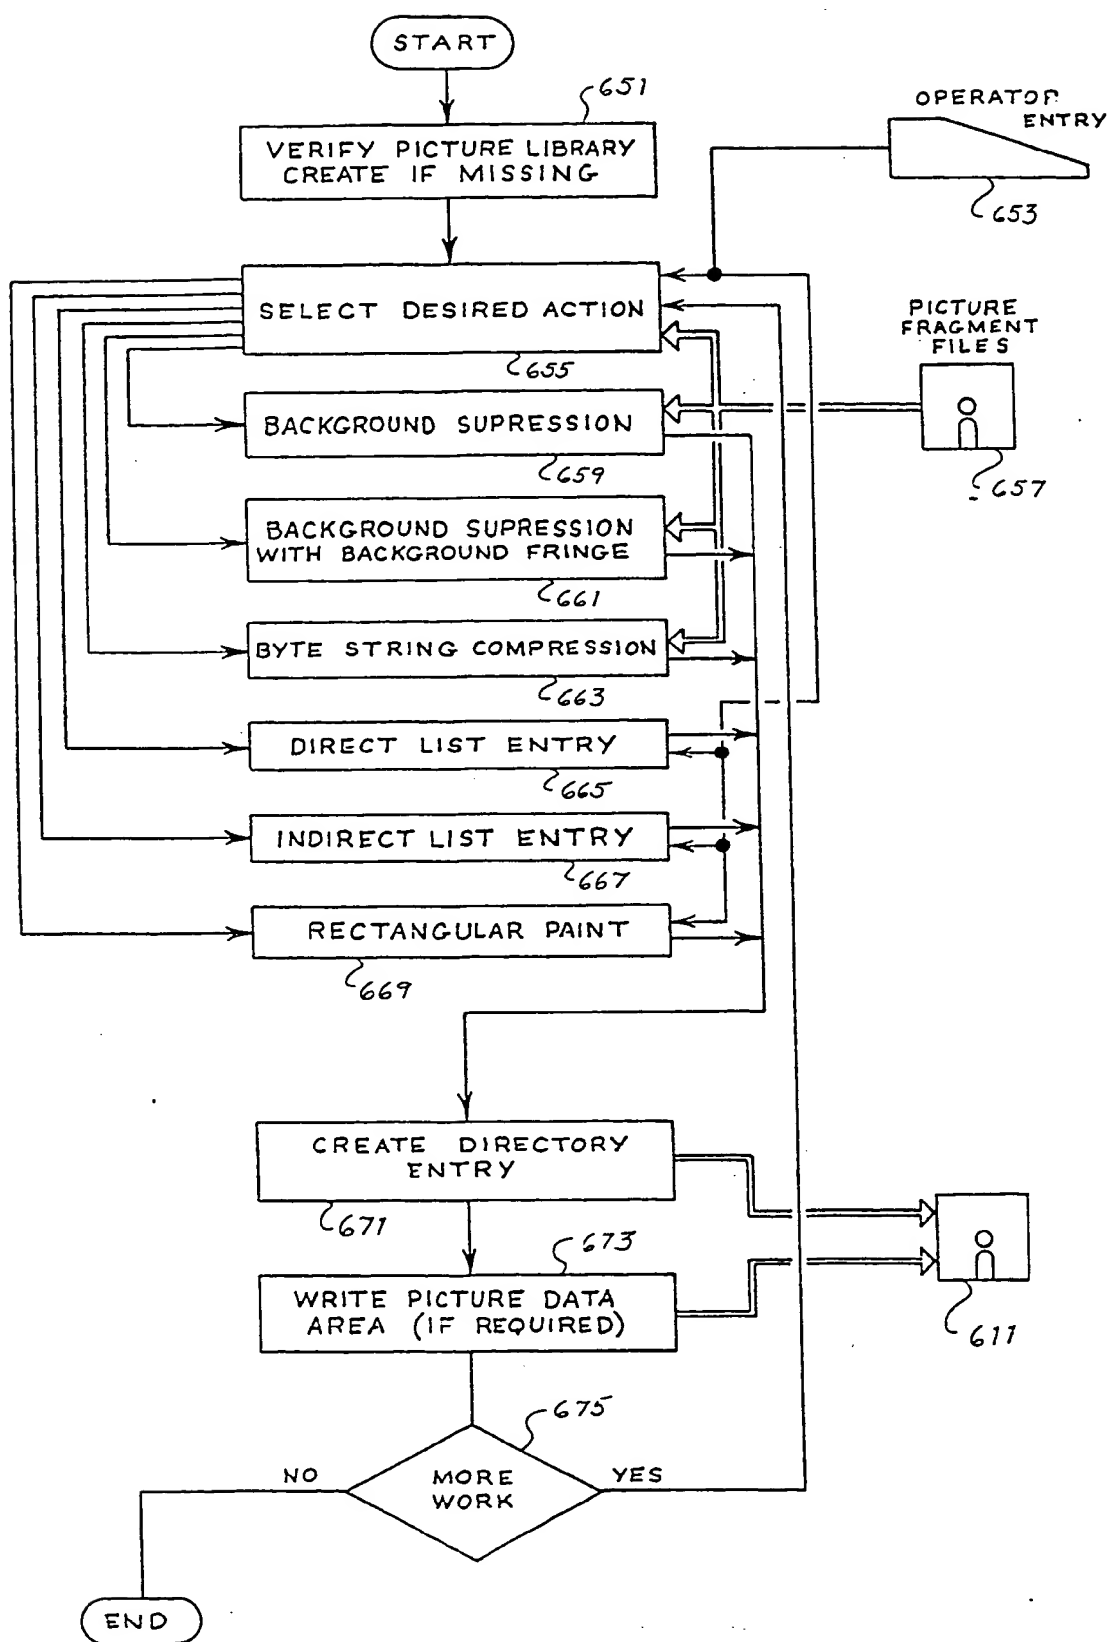 START
651
VERIFY PICTURE LIBRARY
CREATE IF MISSING
OPERATOR
ENTRY
653
SELECT DESIRED ACTION
655
PICTURE
FRAGMENT
FILES
657
BACKGROUND SUPRESSION
659
BACKGROUND SUPRESSION
WITH BACKGROUND FRINGE
661
BYTE STRING COMPRESSION
663
DIRECT LIST ENTRY
665
INDIRECT LIST ENTRY
667
RECTANGULAR PAINT
669
CREATE DIRECTORY
ENTRY
671
673
WRITE PICTURE DATA
AREA (IF REQUIRED)
611
675
MORE
WORK
NO
YES
END